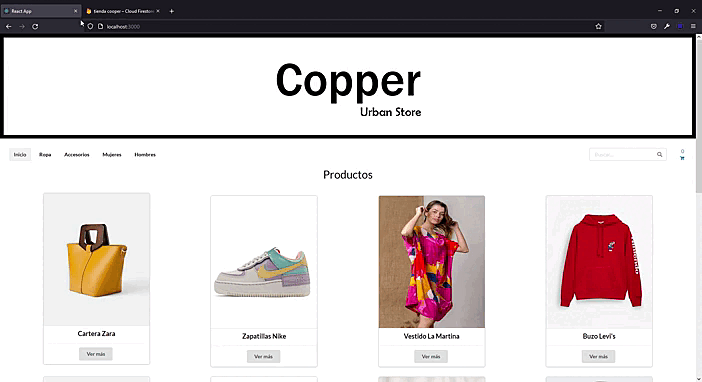 React App
tienda cooper – Cloud Firestore
localhost:3000
Copper
Urban Store
Inicio Ropa Accesorios Mujeres Hombres
Buscar...
0
Productos
Cartera Zara
Ver más
Zapatillas Nike
Ver más
Vestido La Martina
Ver más
Buzo Levi's
Ver más